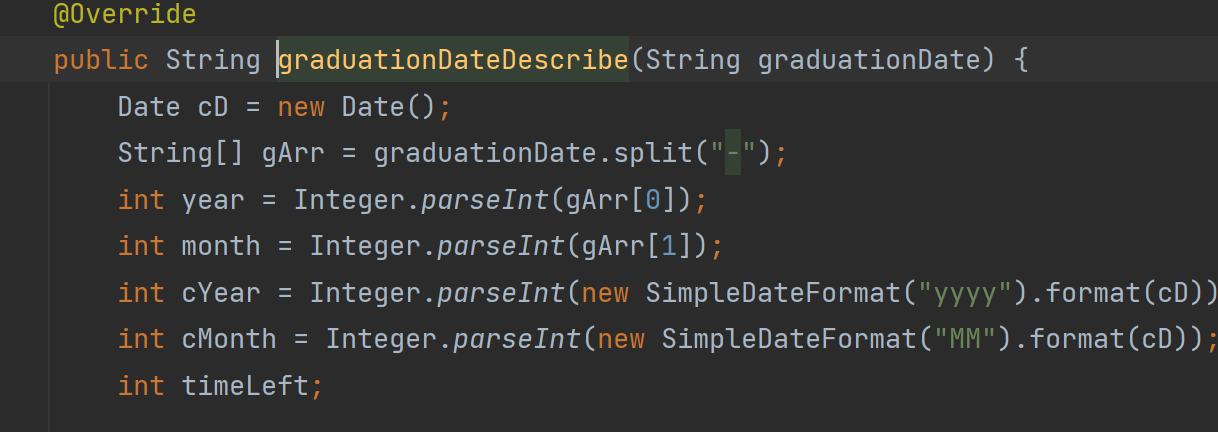 @Override
public String graduationDateDescribe(String graduationDate) {
Date cD = new Date();
String[] gArr = graduationDate.split("-");
int year = Integer.parseInt(gArr[0]);
int month = Integer.parseInt(gArr[1]);
int cYear = Integer.parseInt(new SimpleDateFormat("yyyy").format(cD))
int cMonth = Integer.parseInt(new SimpleDateFormat("MM").format(cD));
int timeLeft;